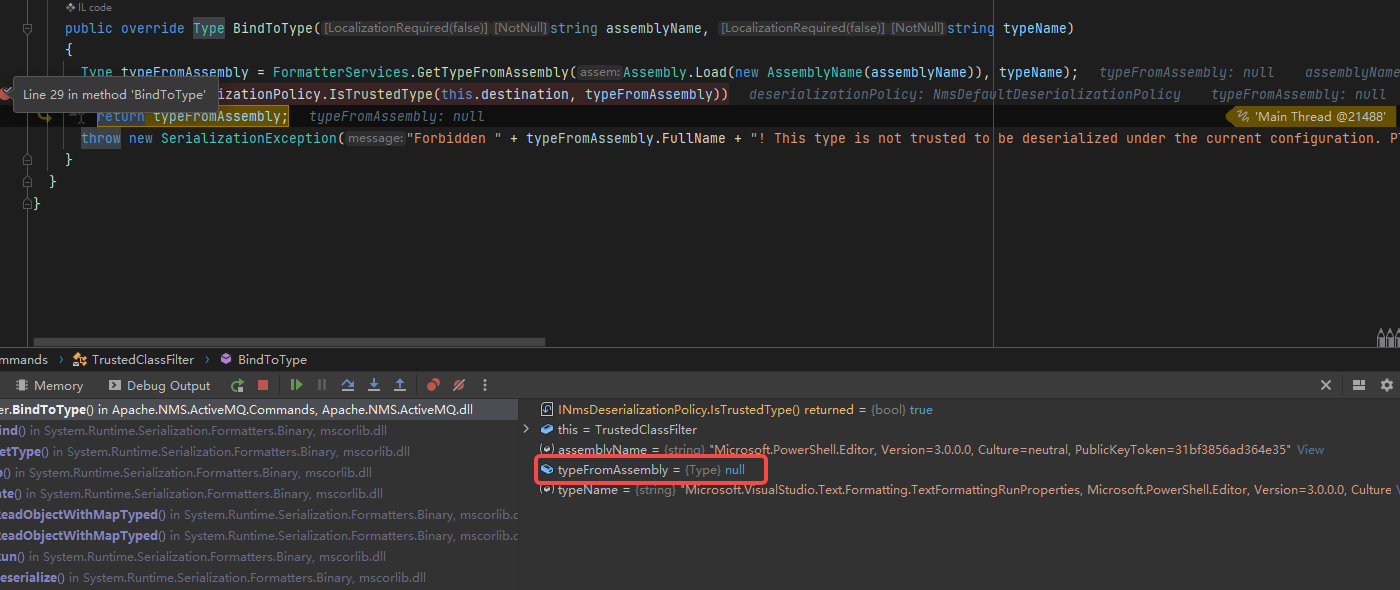 IL code
public override Type BindToType([LocalizationRequired(false)] [NotNull] string assemblyName, [LocalizationRequired(false)] [NotNull] string typeName)
{
Type typeFromAssembly = FormatterServices.GetTypeFromAssembly( assem: Assembly.Load(new AssemblyName(assemblyName)), typeName); typeFromAssembly: null assemblyName
Line 29 in method 'BindToType'
izationPolicy.IsTrustedType(this.destination, typeFromAssembly)) deserializationPolicy: NmsDefaultDeserializationPolicy typeFromAssembly: null
return typeFromAssembly; typeFromAssembly: null 'Main Thread @21488'
throw new SerializationException( message: "Forbidden " + typeFromAssembly.FullName + "! This type is not trusted to be deserialized under the current configuration. P
}
}
}
mmands › TrustedClassFilter › BindToType
Memory Debug Output
er.BindToType() in Apache.NMS.ActiveMQ.Commands, Apache.NMS.ActiveMQ.dll
ind() in System.Runtime.Serialization.Formatters.Binary, mscorlib.dll
etType() in System.Runtime.Serialization.Formatters.Binary, mscorlib.dll
() in System.Runtime.Serialization.Formatters.Binary, mscorlib.dll
ate() in System.Runtime.Serialization.Formatters.Binary, mscorlib.dll
ReadObjectWithMapTyped() in System.Runtime.Serialization.Formatters.Binary, mscorlib.d
ReadObjectWithMapTyped() in System.Runtime.Serialization.Formatters.Binary, mscorlib.d
Run() in System.Runtime.Serialization.Formatters.Binary, mscorlib.dll
eserialize() in System.Runtime.Serialization.Formatters.Binary, mscorlib.dll
INmsDeserializationPolicy.IsTrustedType() returned = {bool} true
this = TrustedClassFilter
assemblyName = {string} "Microsoft.PowerShell.Editor, Version=3.0.0.0, Culture=neutral, PublicKeyToken=31bf3856ad364e35" View
typeFromAssembly = {Type} null
typeName = {string} "Microsoft.VisualStudio.Text.Formatting.TextFormattingRunProperties, Microsoft.PowerShell.Editor, Version=3.0.0.0, Culture V